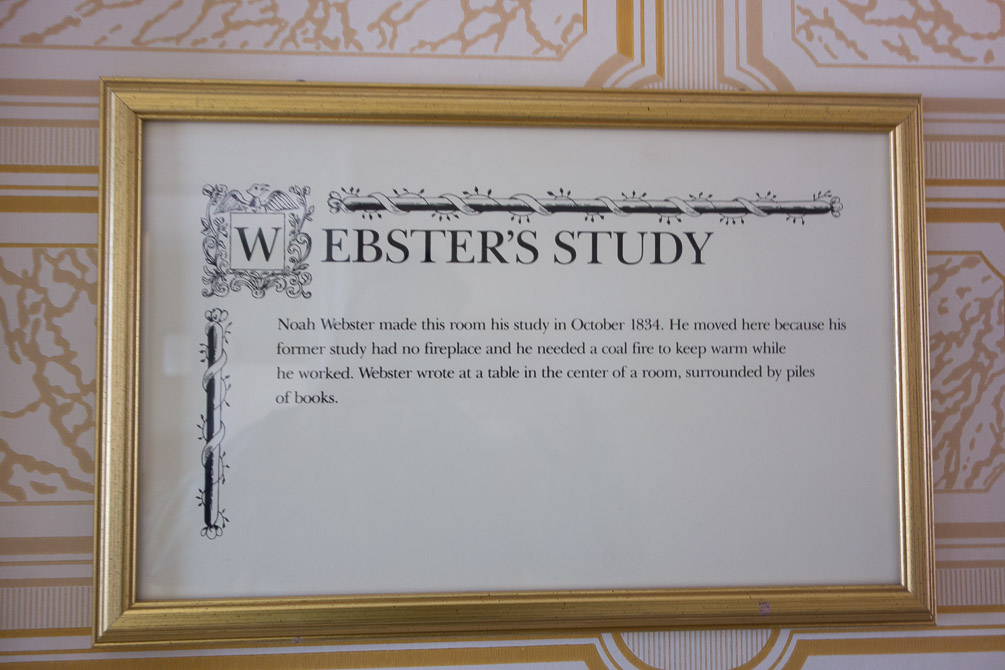 WEBSTER'S STUDY
Noah Webster made this room his study in October 1834. He moved here because his
former study had no fireplace and he needed a coal fire to keep warm while
he worked. Webster wrote at a table in the center of a room, surrounded by piles
of books.